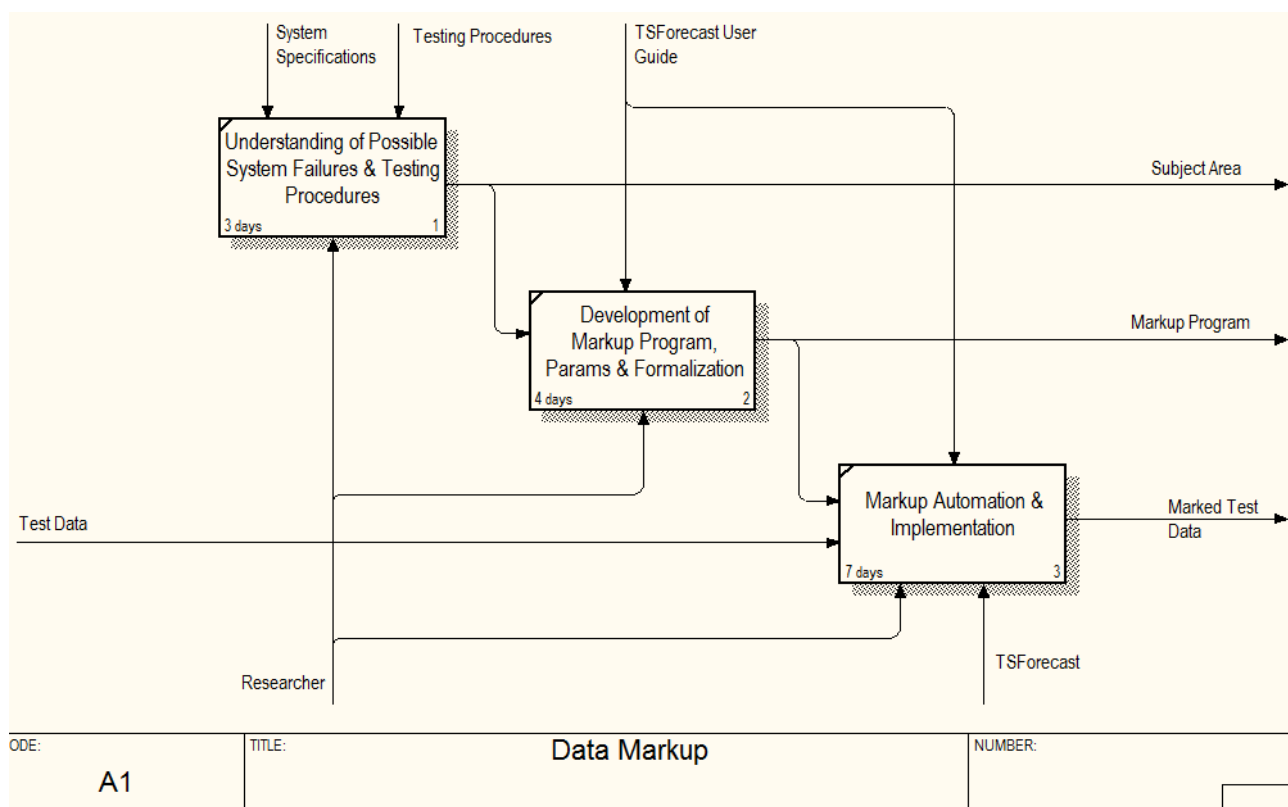 System
Specifications
Testing Procedures
TSForecast User
Guide
Understanding of Possible
System Failures & Testing
Procedures
3 days
1
Subject Area
Development of
Markup Program,
Params & Formalization
4 days
2
Markup Program
Markup Automation &
Implementation
7 days
3
Test Data
Marked Test
Data
TSForecast
Researcher
ODE:
A1
TITLE:
Data Markup
NUMBER: